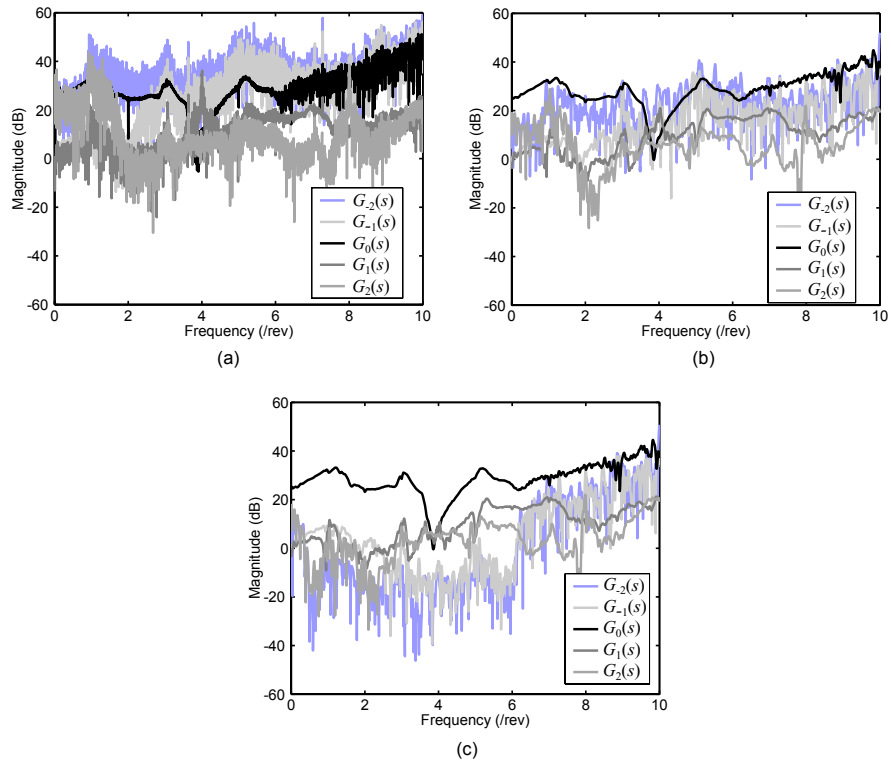 60
40
20
0
-20
-40
-60
Magnitude (dB)
0 2 4 6 8 10
Frequency (/rev)
G-2(s)
G-1(s)
G0(s)
G1(s)
G2(s)
(a)
60
40
20
0
-20
-40
-60
Magnitude (dB)
0 2 4 6 8 10
Frequency (/rev)
G-2(s)
G-1(s)
G0(s)
G1(s)
G2(s)
(b)
60
40
20
0
-20
-40
-60
Magnitude (dB)
0 2 4 6 8 10
Frequency (/rev)
G-2(s)
G-1(s)
G0(s)
G1(s)
G2(s)
(c)